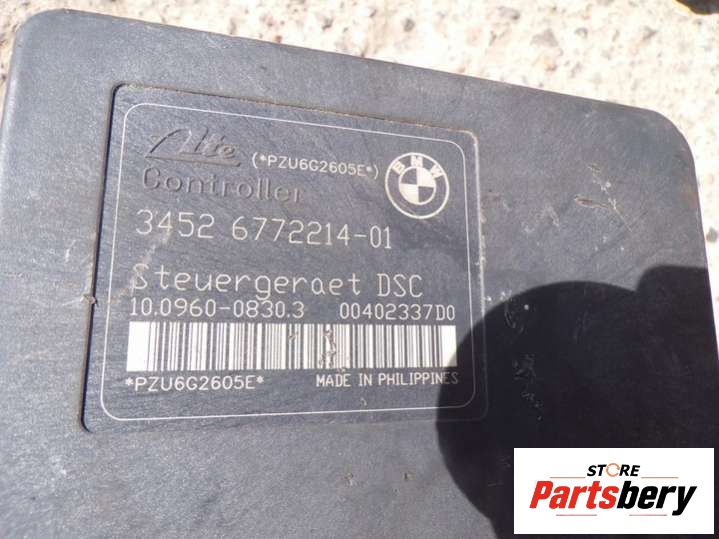 Ate (*PZU6G2605E*) BMW
Controller
3452 6772214-01
Steuergeraet DSC
10.0960-0830.3 00402337D0
*PZU6G2605E* MADE IN PHILIPPINES
STORE
Partsbery